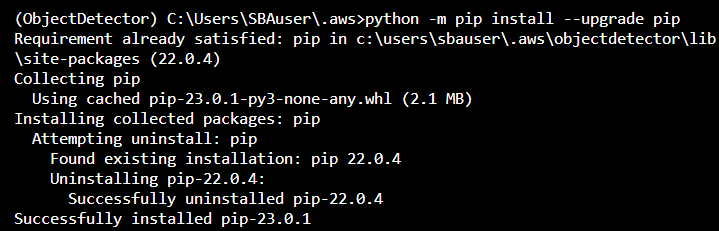 (ObjectDetector) C:\Users\SBAuser\.aws>python -m pip install --upgrade pip
Requirement already satisfied: pip in c:\users\sbauser\.aws\objectdetector\lib
\site-packages (22.0.4)
Collecting pip
  Using cached pip-23.0.1-py3-none-any.whl (2.1 MB)
Installing collected packages: pip
  Attempting uninstall: pip
    Found existing installation: pip 22.0.4
    Uninstalling pip-22.0.4:
      Successfully uninstalled pip-22.0.4
Successfully installed pip-23.0.1